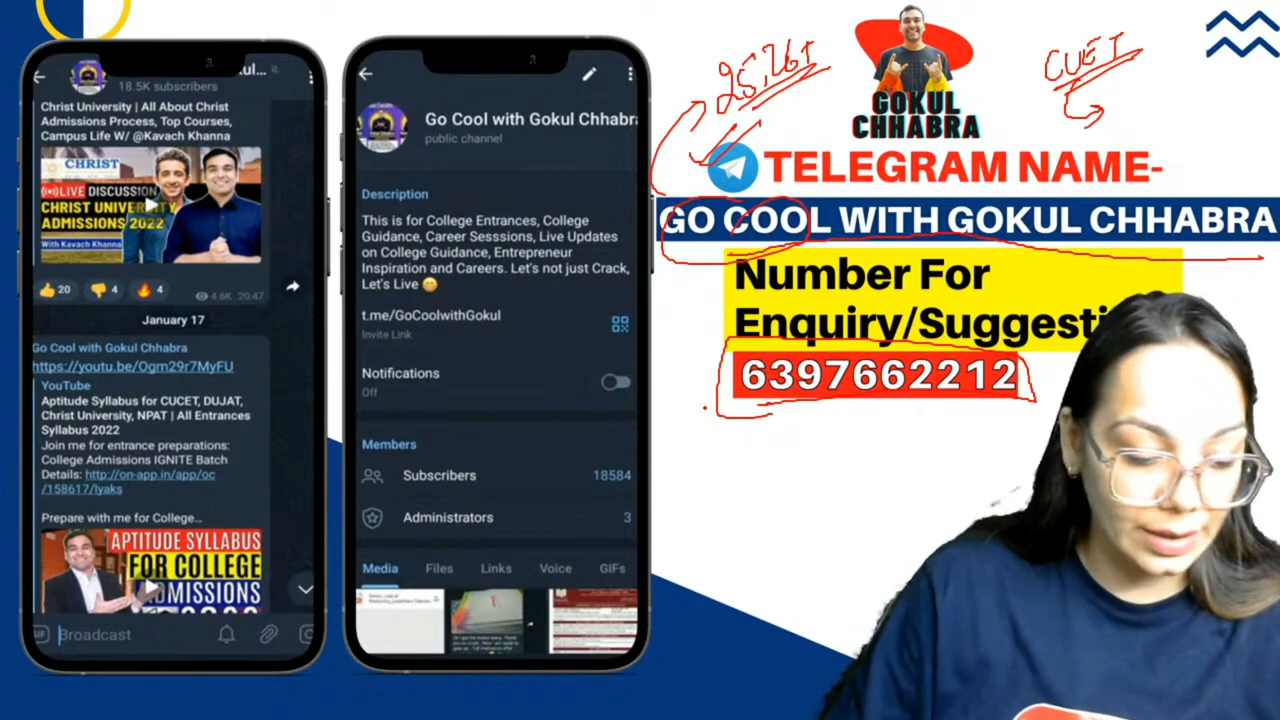 ul...
18.5K subscribers
Christ University | All About Christ
Admissions Process, Top Courses,
Campus Life W/ @Kavach Khanna
CHRIST
LIVE DISCUSSION
CHRIST UNIVERSITY
ADMISSIONS 2022
With Kavach Khanna
20 4 4 4.6K 20:47
January 17
Go Cool with Gokul Chhabra
https://youtu.be/Ogm29r7MyFU
YouTube
Aptitude Syllabus for CUCET, DUJAT,
Christ University, NPAT | All Entrances
Syllabus 2022
Join me for entrance preparations:
College Admissions IGNITE Batch
Details: http://on-app.in/app/oc
/158617/lyaks
Prepare with me for College...
APTITUDE SYLLABUS
FOR COLLEGE
ADMISSIONS
GIF Broadcast
Go Cool with Gokul Chhabra
public channel
Description
This is for College Entrances, College
Guidance, Career Sesssions, Live Updates
on College Guidance, Entrepreneur
Inspiration and Careers. Let's not just Crack,
Let's Live
t.me/GoCoolwithGokul
Invite Link
Notifications
Off
Members
Subscribers 18584
Administrators 3
Media Files Links Voice GIFs
CUET
GOKUL
CHHABRA
TELEGRAM NAME-
GO COOL WITH GOKUL CHHABRA
Number For
Enquiry/Suggesti
6397662212